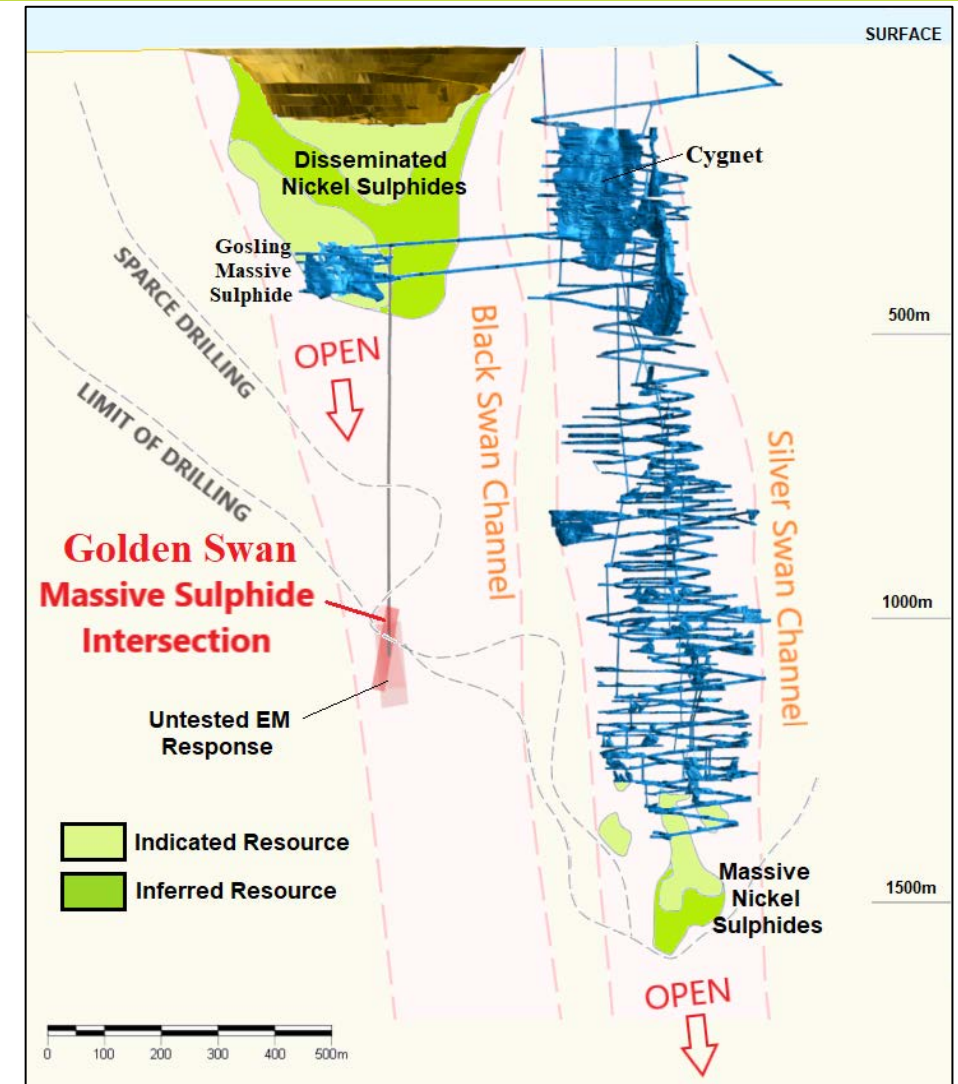 SURFACE
Disseminated
Nickel Sulphides
Cygnet
Gosling
Massive
Sulphide
SPARCE DRILLING
500m
OPEN
Black Swan Channel
LIMIT OF DRILLING
Silver Swan Channel
Golden Swan
Massive Sulphide
Intersection
1000m
Untested EM
Response
Indicated Resource
Inferred Resource
Massive
Nickel
Sulphides
1500m
OPEN
0 100 200 300 400 500m